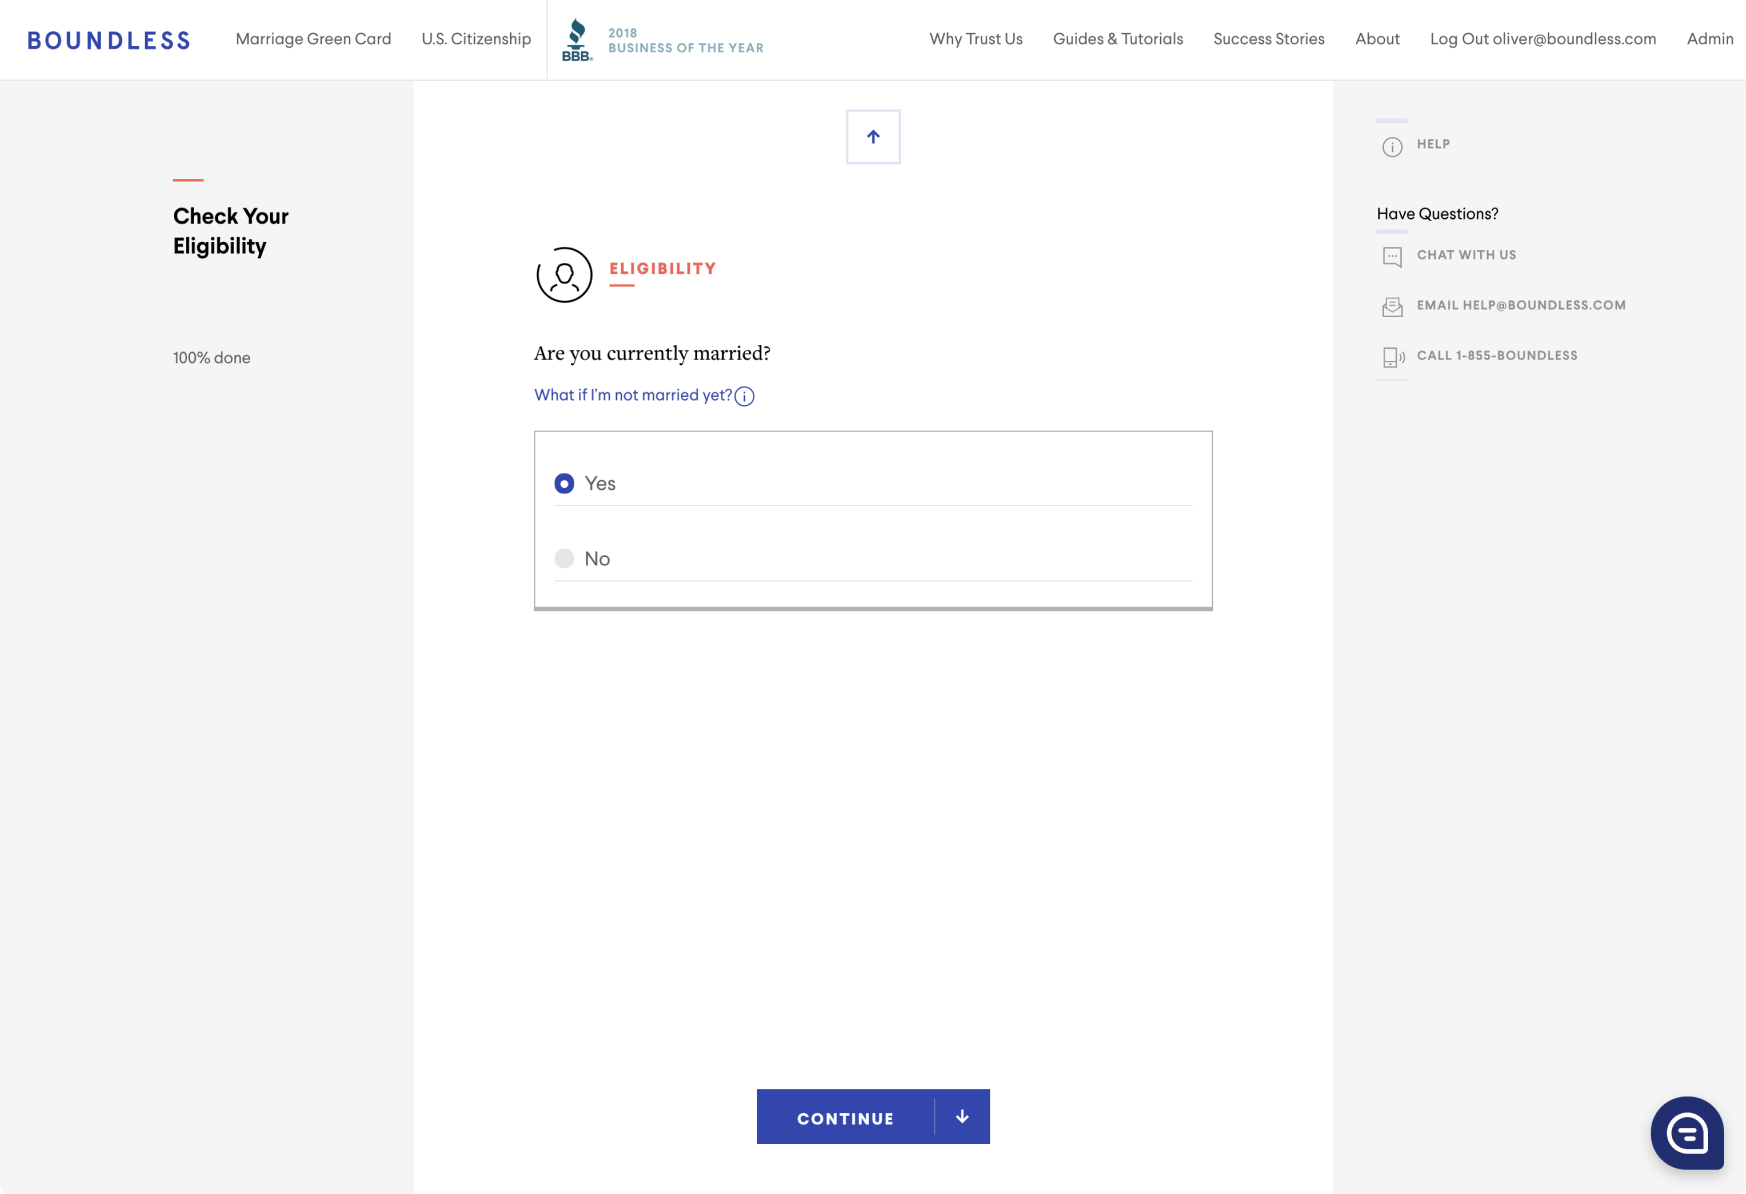 BOUNDLESS
Marriage Green Card
U.S. Citizenship
BBB®
2018
BUSINESS OF THE YEAR
Why Trust Us
Guides & Tutorials
Success Stories
About
Log Out oliver@boundless.com
Admin
Check Your
Eligibility
100% done
ELIGIBILITY
Are you currently married?
What if I'm not married yet?
Yes
No
CONTINUE
HELP
Have Questions?
CHAT WITH US
EMAIL HELP@BOUNDLESS.COM
CALL 1-855-BOUNDLESS